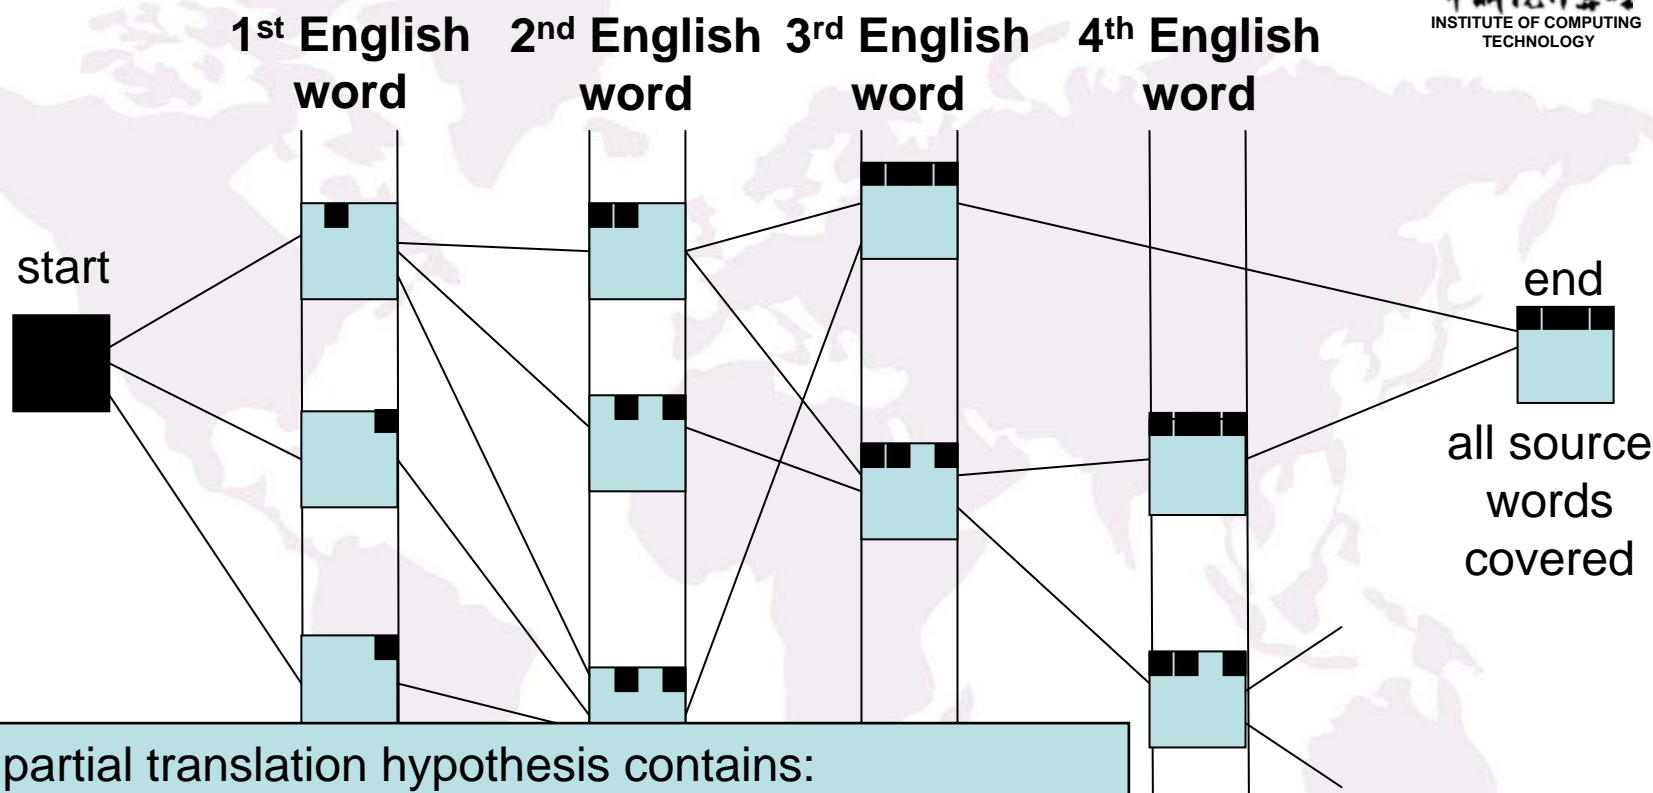 INSTITUTE OF COMPUTING
TECHNOLOGY
1st English 2nd English 3rd English 4th English
word word word word
start
end
all source
words
covered
partial translation hypothesis contains: